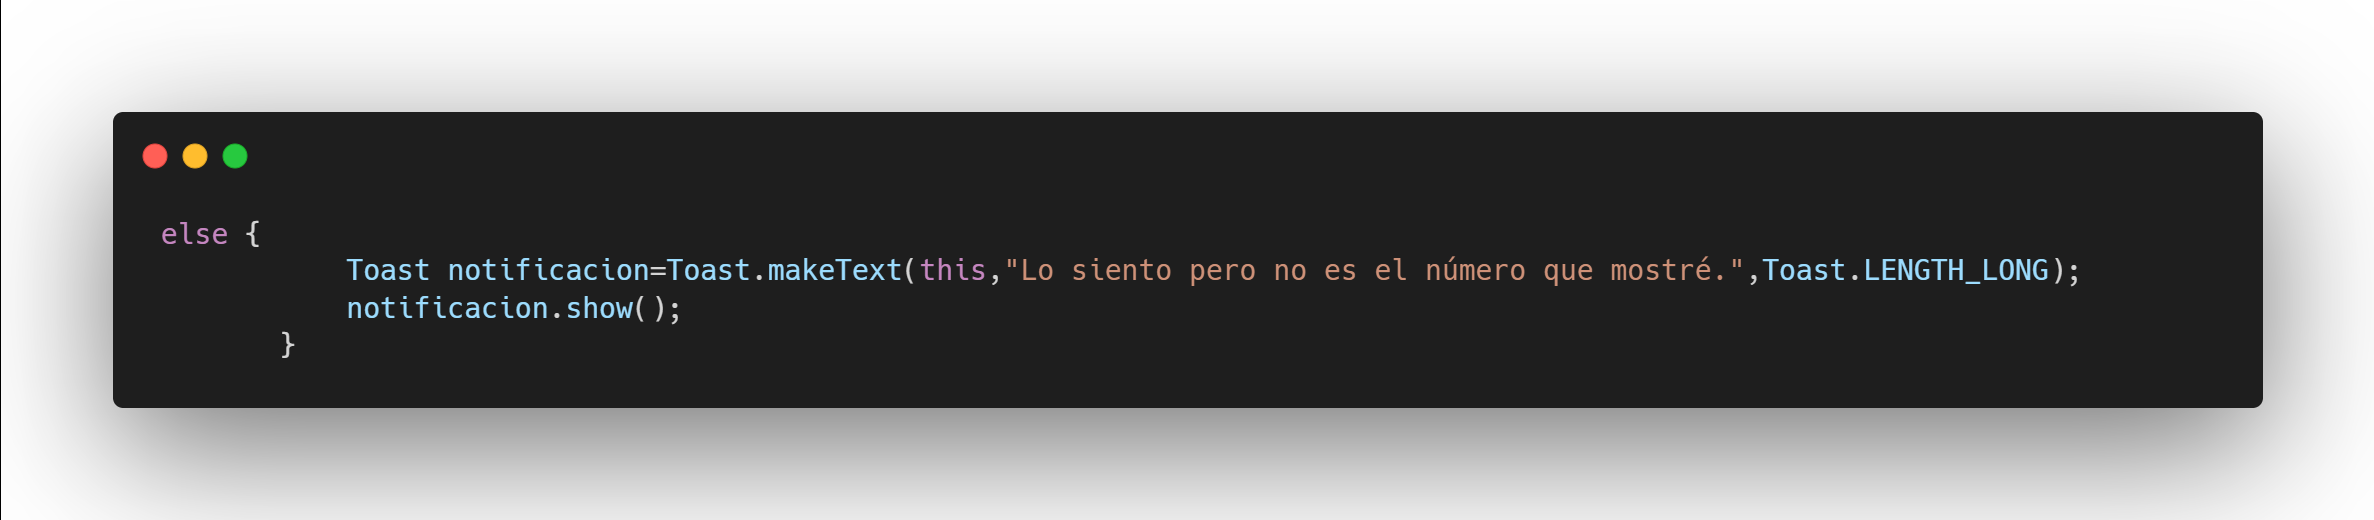 else {
Toast notificacion=Toast.makeText(this,"Lo siento pero no es el número que mostré.",Toast.LENGTH_LONG);
notificacion.show();
}